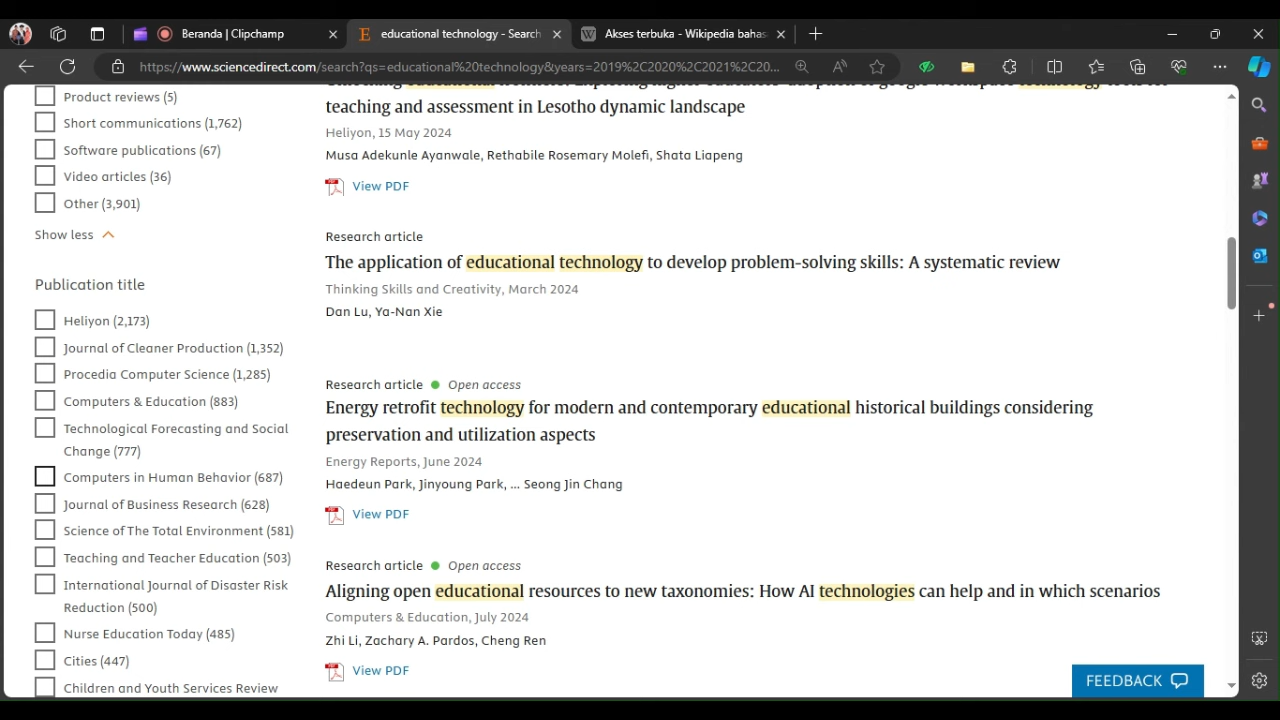 Beranda | Clipchamp
educational technology - Search
Akses terbuka - Wikipedia bahas
https://www.sciencedirect.com/search?qs=educational%20technology&years=2019%2C2020%2C2021%2C20...
Product reviews (5)
Short communications (1,762)
Software publications (67)
Video articles (36)
Other (3,901)
Show less
Publication title
Heliyon (2,173)
Journal of Cleaner Production (1,352)
Procedia Computer Science (1,285)
Computers & Education (883)
Technological Forecasting and Social
Change (777)
Computers in Human Behavior (687)
Journal of Business Research (628)
Science of The Total Environment (581)
Teaching and Teacher Education (503)
International Journal of Disaster Risk
Reduction (500)
Nurse Education Today (485)
Cities (447)
Children and Youth Services Review
teaching and assessment in Lesotho dynamic landscape
Heliyon, 15 May 2024
Musa Adekunle Ayanwale, Rethabile Rosemary Molefi, Shata Liapeng
View PDF
Research article
The application of educational technology to develop problem-solving skills: A systematic review
Thinking Skills and Creativity, March 2024
Dan Lu, Ya-Nan Xie
Research article Open access
Energy retrofit technology for modern and contemporary educational historical buildings considering
preservation and utilization aspects
Energy Reports, June 2024
Haedeun Park, Jinyoung Park, ... Seong Jin Chang
View PDF
Research article Open access
Aligning open educational resources to new taxonomies: How AI technologies can help and in which scenarios
Computers & Education, July 2024
Zhi Li, Zachary A. Pardos, Cheng Ren
View PDF
FEEDBACK